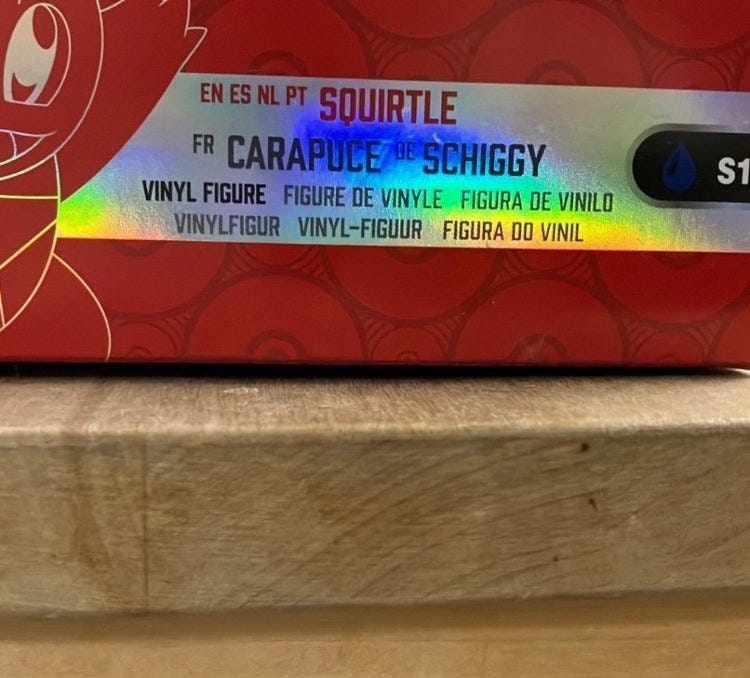 EN ES NL PT SQUIRTLE
FR CARAPUCE DE SCHIGGY
VINYL FIGURE FIGURE DE VINYLE FIGURA DE VINILO
VINYLFIGUR VINYL-FIGUUR FIGURA DO VINIL
S1